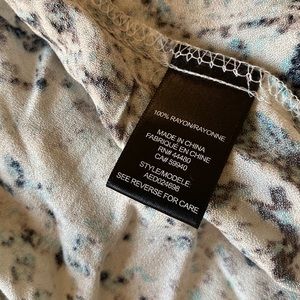 100% RAYON/RAYONNE
MADE IN CHINA
FABRIQUÉ EN CHINE
RN# 44480
CA# 59940
STYLE/MODELE:
AED024698
SEE REVERSE FOR CARE.